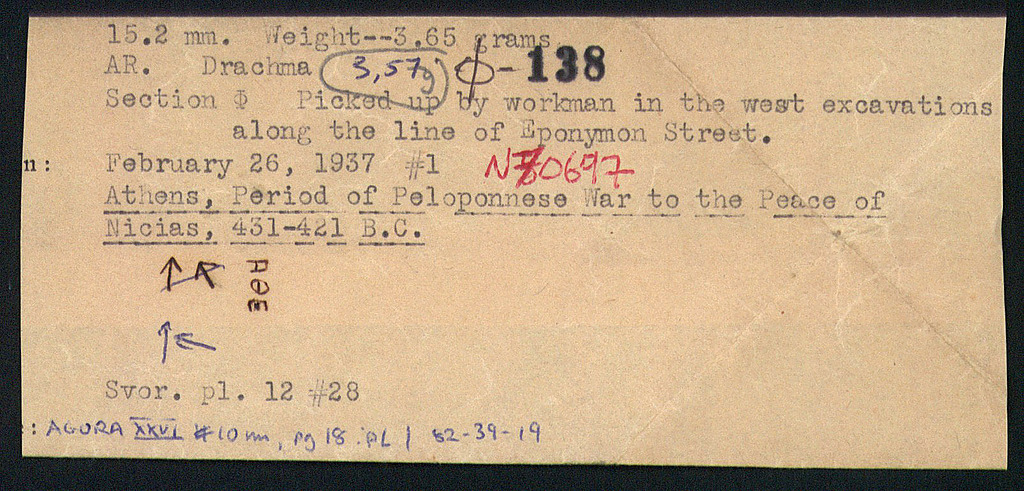 15.2 mm. Weight--3.65 grams
AR. Drachma 3,57g Φ-138
Section Φ Picked up by workman in the west excavations
along the line of Eponymon Street.
n: February 26, 1937 #1 N70697
Athens, Period of Peloponnese War to the Peace of
Nicias, 431-421 B.C.
↑ ↖ ΑΘΕ
↑ ←
Svor. pl. 12 #28
: AGORA XXVI #10 , pg 18 .PL 1 82-39-19